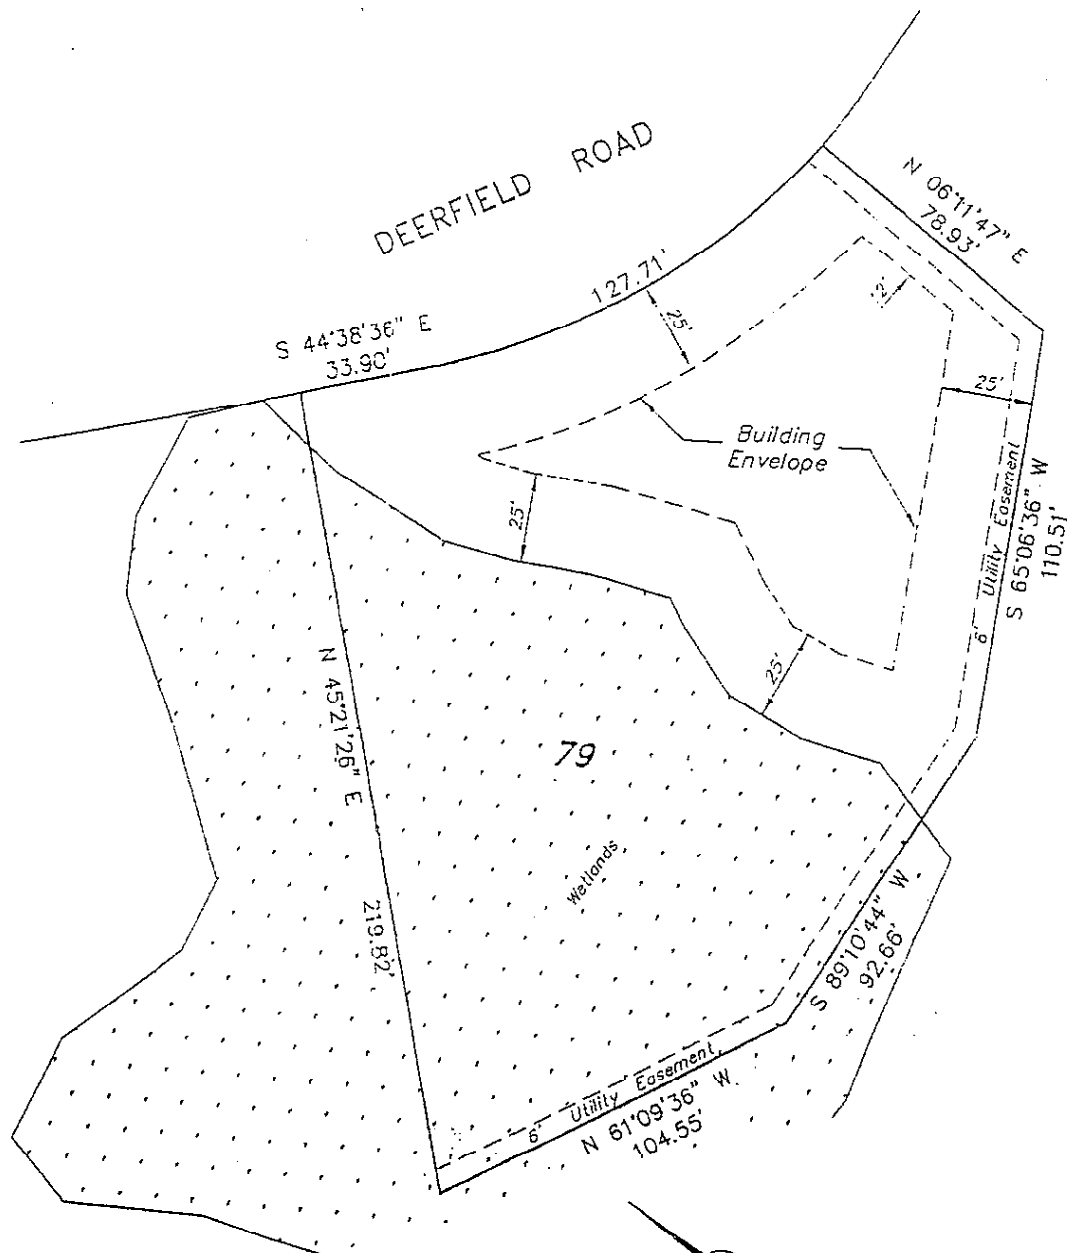 DEERFIELD ROAD
N 06°11'47" E
78.93'
127.71'
S 44°38'36" E
33.90'
25'
12'
25'
Building
Envelope
25'
6' Utility Easement
S 65°06'36" W
110.51'
25'
N 45°21'26" E
219.82'
79
Wetlands
S 89°10'44" W
92.66'
6' Utility Easement
N 61°09'36" W
104.55'